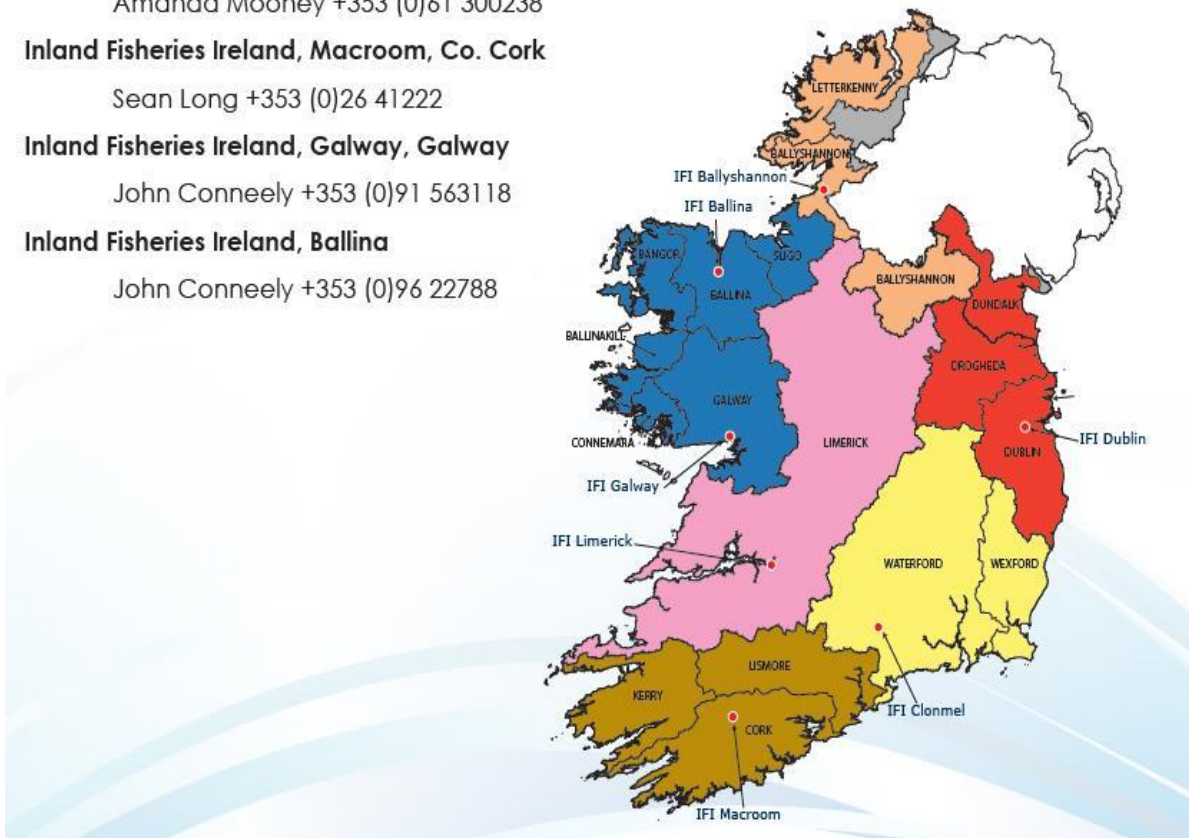 Amanda Mooney +353 (0)61 300238
Inland Fisheries Ireland, Macroom, Co. Cork
Sean Long +353 (0)26 41222
Inland Fisheries Ireland, Galway, Galway
John Conneely +353 (0)91 563118
Inland Fisheries Ireland, Ballina
John Conneely +353 (0)96 22788
LETTERKENNY
BALLYSHANNON
IFI Ballyshannon
IFI Ballina
BANGOR
SLIGO
BALLINA
BALLYSHANNON
DUNDALK
BALLINAKILL
DROGHEDA
GALWAY
CONNEMARA
LIMERICK
IFI Dublin
DUBLIN
IFI Galway
IFI Limerick
WATERFORD
WEXFORD
LISMORE
KERRY
IFI Clonmel
CORK
IFI Macroom